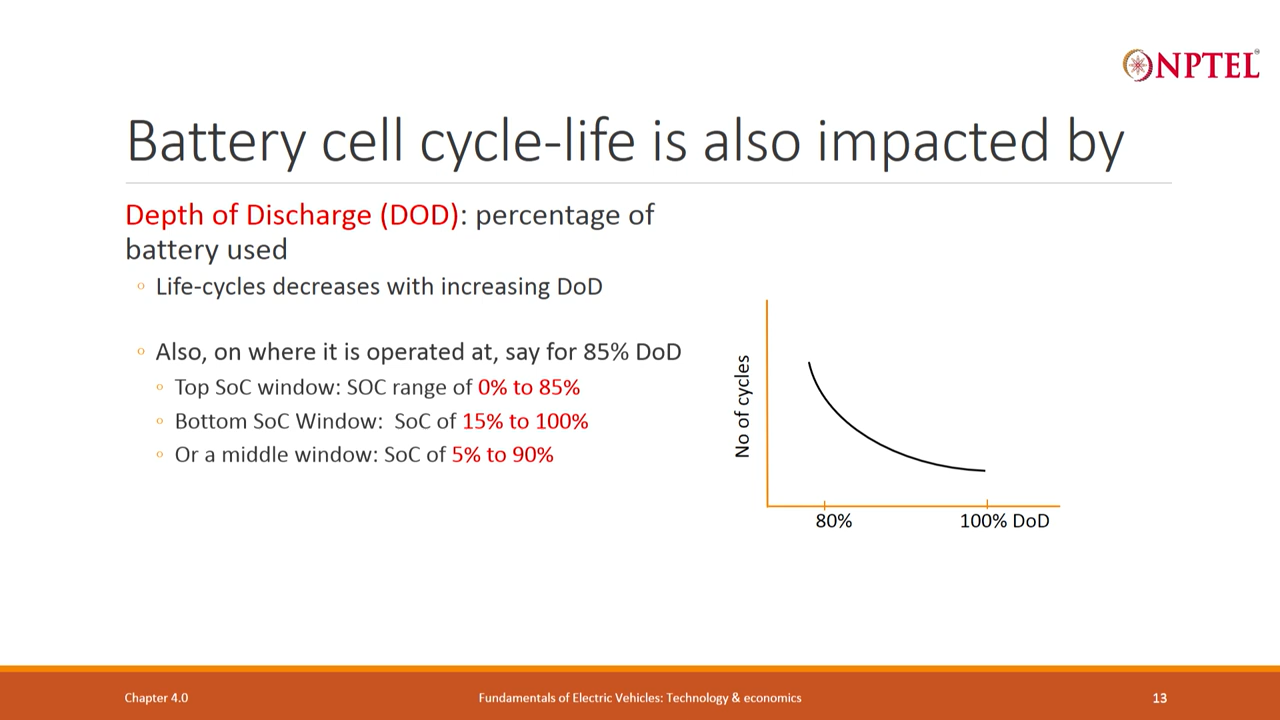 NPTEL
Battery cell cycle-life is also impacted by
Depth of Discharge (DOD): percentage of
battery used
Life-cycles decreases with increasing DoD
Also, on where it is operated at, say for 85% DoD
Top SoC window: SOC range of 0% to 85%
Bottom SoC Window: SoC of 15% to 100%
Or a middle window: SoC of 5% to 90%
No of cycles
80%
100% DoD
Chapter 4.0
Fundamentals of Electric Vehicles: Technology & economics
13